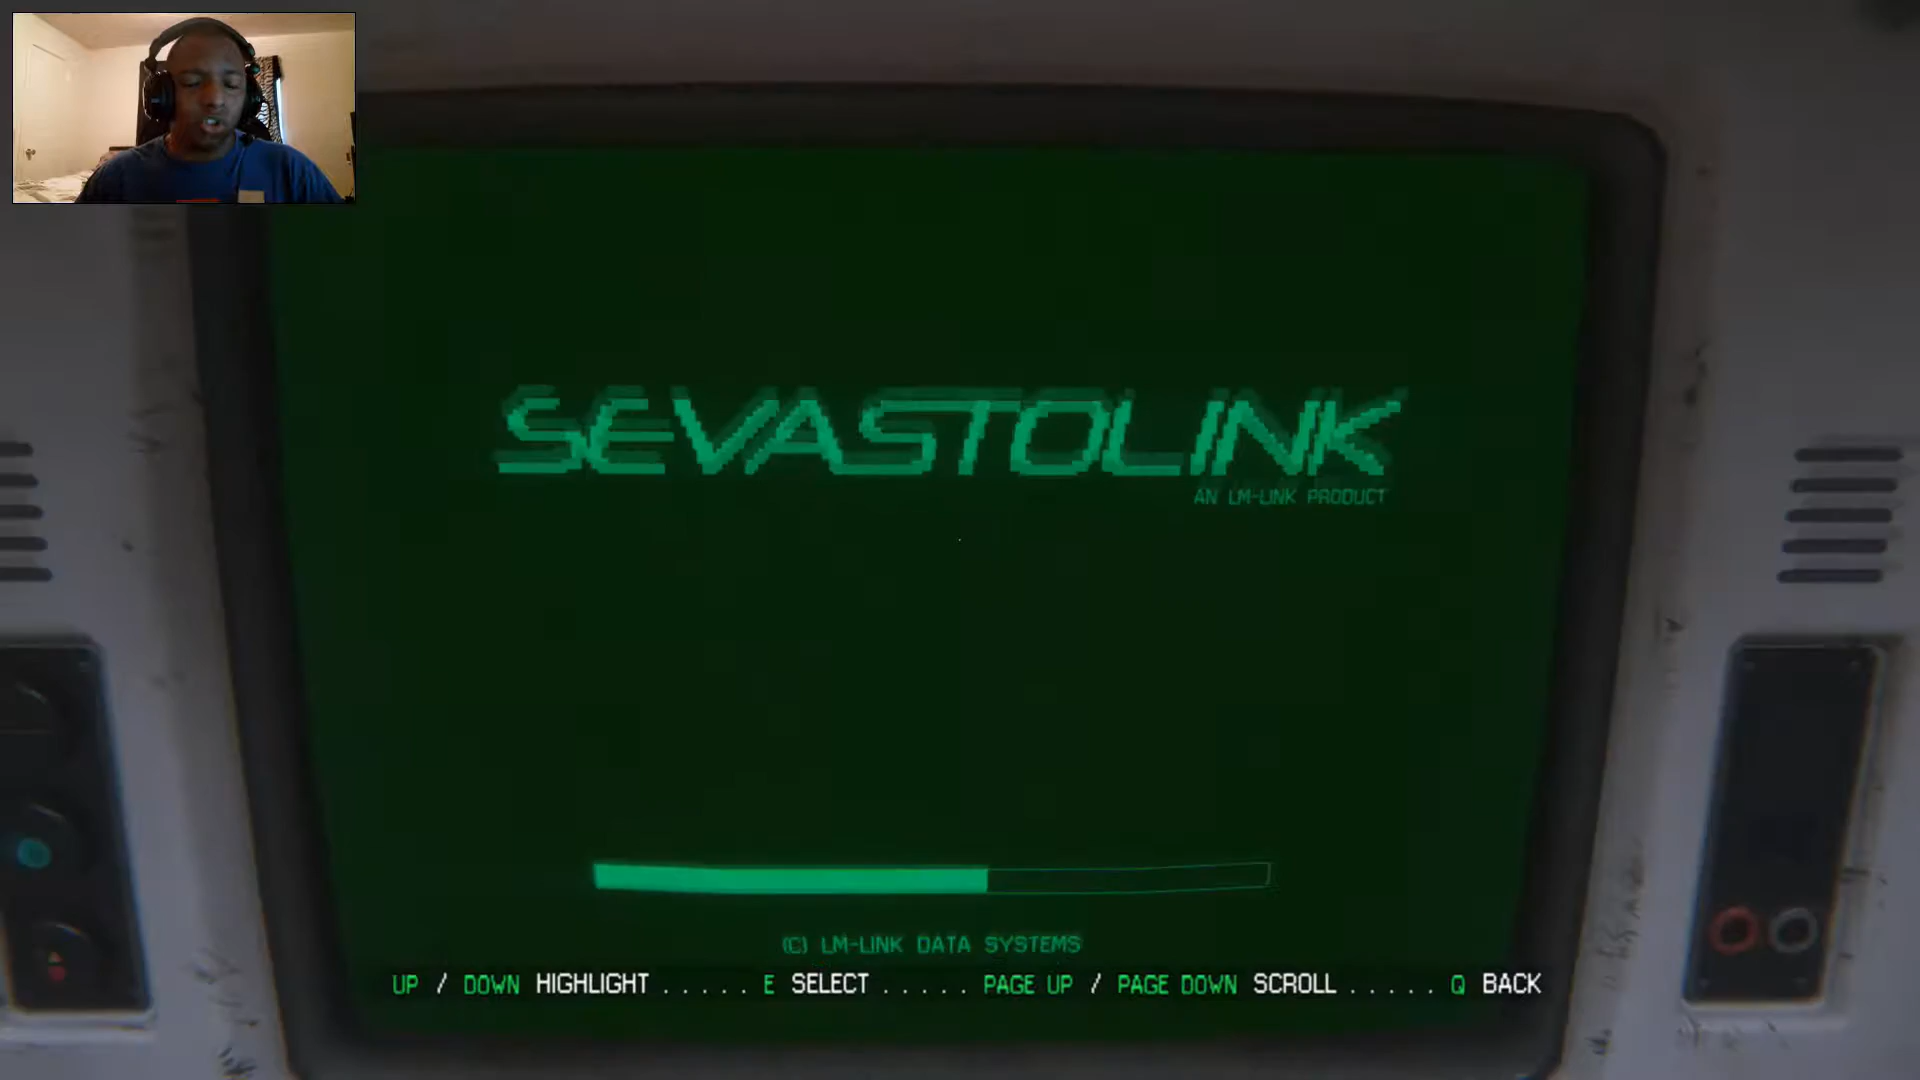 SEVASTOLINK
AN LM-LINK PRODUCT
(C) LM-LINK DATA SYSTEMS
UP / DOWN HIGHLIGHT ..... E SELECT ..... PAGE UP / PAGE DOWN SCROLL ..... Q BACK